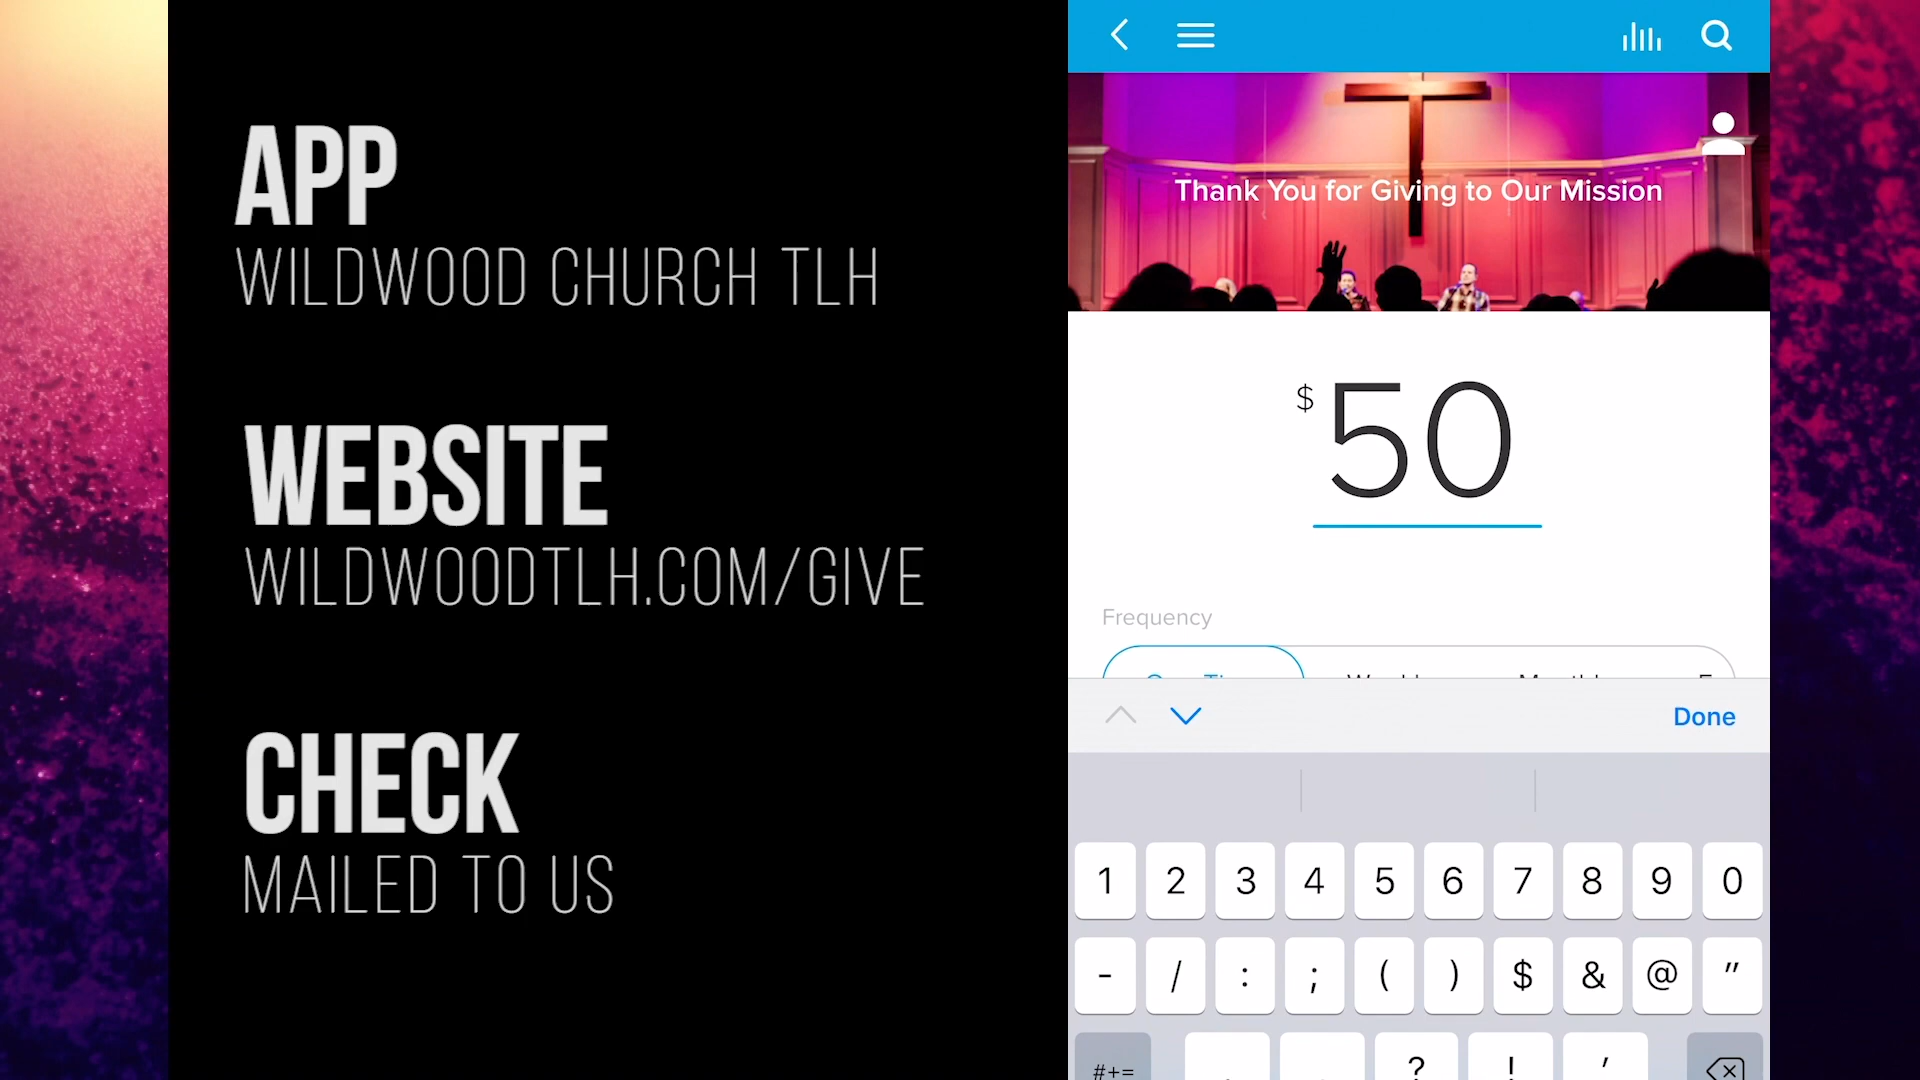 APP
WILDWOOD CHURCH TLH
WEBSITE
WILDWOODTLH.COM/GIVE
CHECK
MAILED TO US
Thank You for Giving to Our Mission
$50
Frequency
Done
1 2 3 4 5 6 7 8 9 0
- / : ; ( ) $ & @ "
#+= . , ? ! '